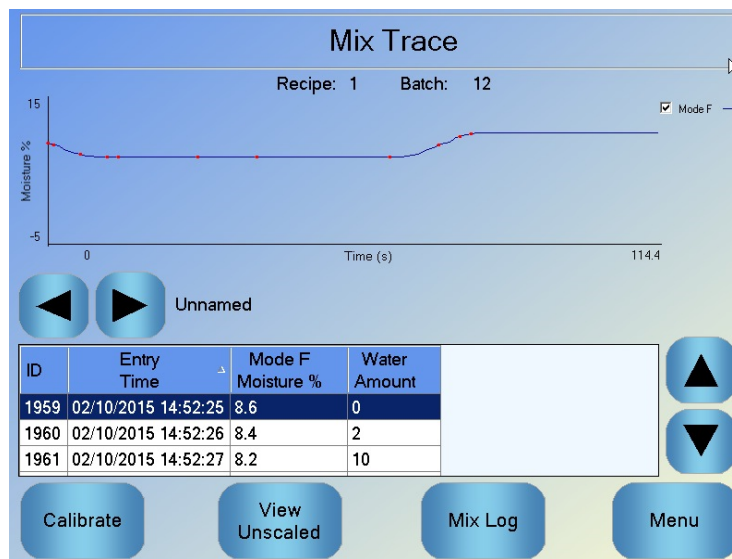 Mix Trace
Recipe: 1 Batch: 12
15
Mode F
Moisture %
-5
0 Time (s) 114.4
Unnamed
ID Entry Time Mode F Moisture % Water Amount
1959 02/10/2015 14:52:25 8.6 0
1960 02/10/2015 14:52:26 8.4 2
1961 02/10/2015 14:52:27 8.2 10
Calibrate View Unscaled Mix Log Menu